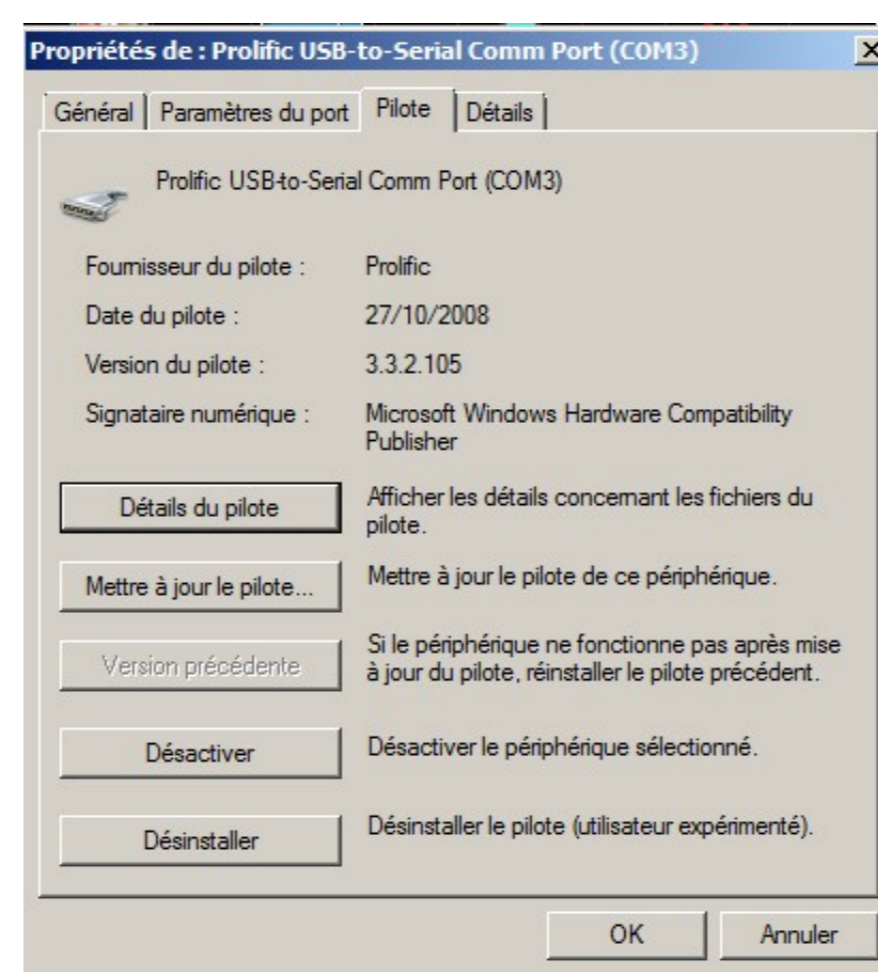 Propriétés de : Prolific USB-to-Serial Comm Port (COM3)
Général Paramètres du port Pilote Détails
Prolific USB-to-Serial Comm Port (COM3)
Fournisseur du pilote : Prolific
Date du pilote : 27/10/2008
Version du pilote : 3.3.2.105
Signataire numérique : Microsoft Windows Hardware Compatibility
Publisher
Détails du pilote
Afficher les détails concernant les fichiers du
pilote.
Mettre à jour le pilote...
Mettre à jour le pilote de ce périphérique.
Version précédente
Si le périphérique ne fonctionne pas après mise
à jour du pilote, réinstaller le pilote précédent.
Désactiver
Désactiver le périphérique sélectionné.
Désinstaller
Désinstaller le pilote (utilisateur expérimenté).
OK Annuler